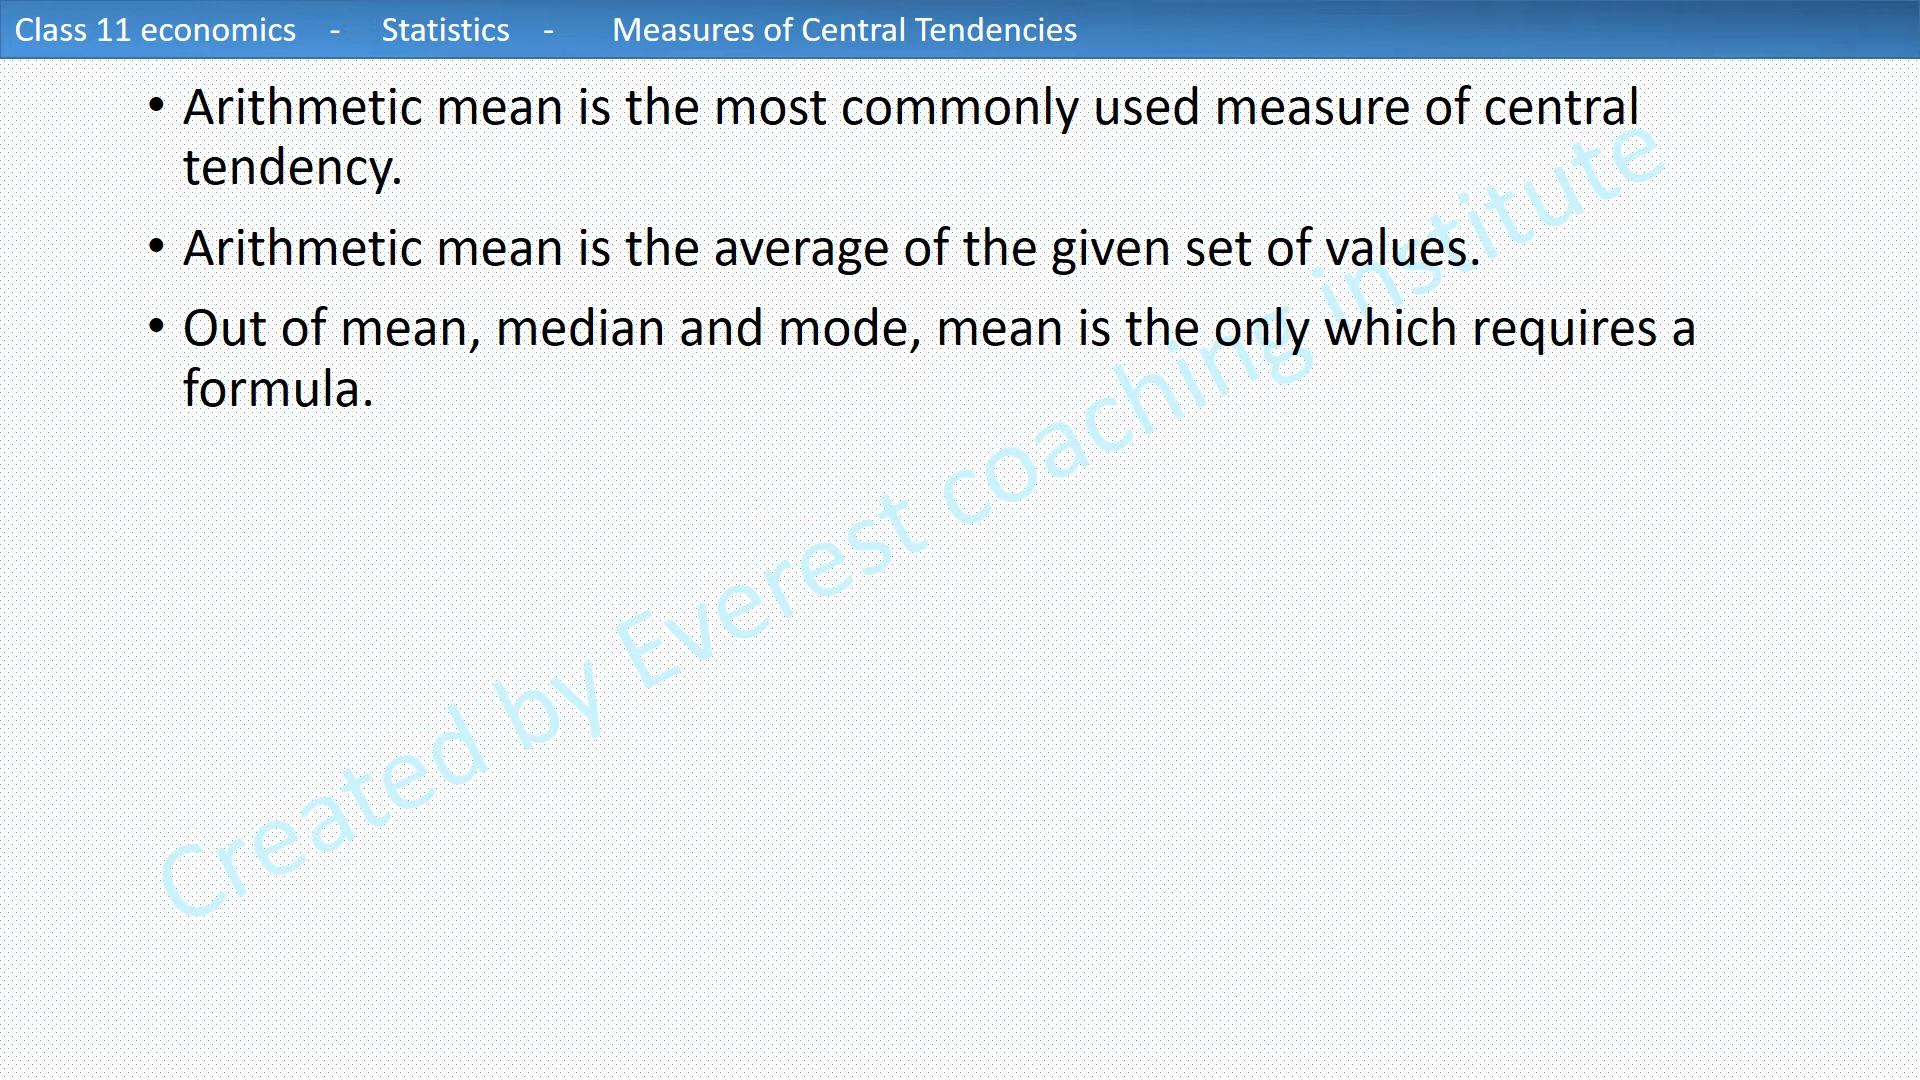 Class 11 economics - Statistics - Measures of Central Tendencies
• Arithmetic mean is the most commonly used measure of central
tendency.
• Arithmetic mean is the average of the given set of values.
• Out of mean, median and mode, mean is the only which requires a
formula.
Created by Everest coaching institute